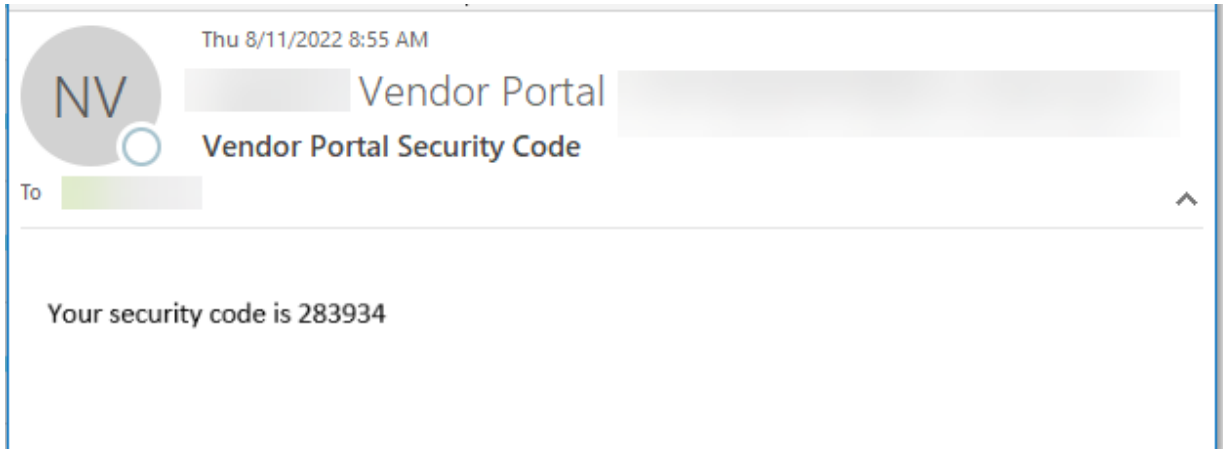 Thu 8/11/2022 8:55 AM
NV
Vendor Portal
Vendor Portal Security Code
To
Your security code is 283934